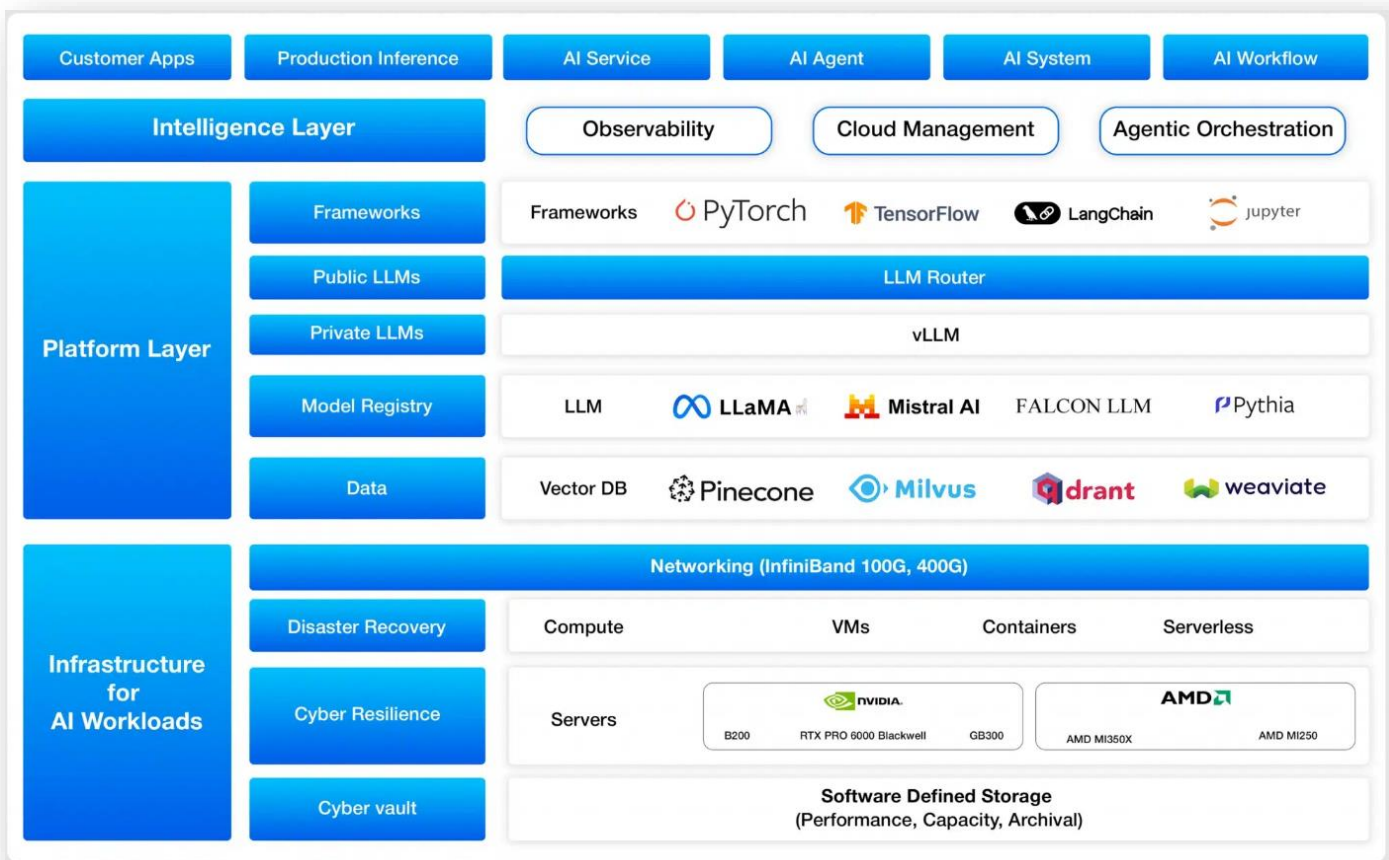 Customer Apps
Production Inference
AI Service
AI Agent
AI System
AI Workflow
Intelligence Layer
Observability
Cloud Management
Agentic Orchestration
Platform Layer
Frameworks
Frameworks
PyTorch
TensorFlow
LangChain
Jupyter
Public LLMs
LLM Router
Private LLMs
vLLM
Model Registry
LLM
LLaMA
Mistral AI
FALCON LLM
Pythia
Data
Vector DB
Pinecone
Milvus
qdrant
weaviate
Infrastructure
for
AI Workloads
Networking (InfiniBand 100G, 400G)
Disaster Recovery
Compute
VMs
Containers
Serverless
Cyber Resilience
Servers
NVIDIA.
B200
RTX PRO 6000 Blackwell
GB300
AMD
AMD MI350X
AMD MI250
Cyber vault
Software Defined Storage
(Performance, Capacity, Archival)